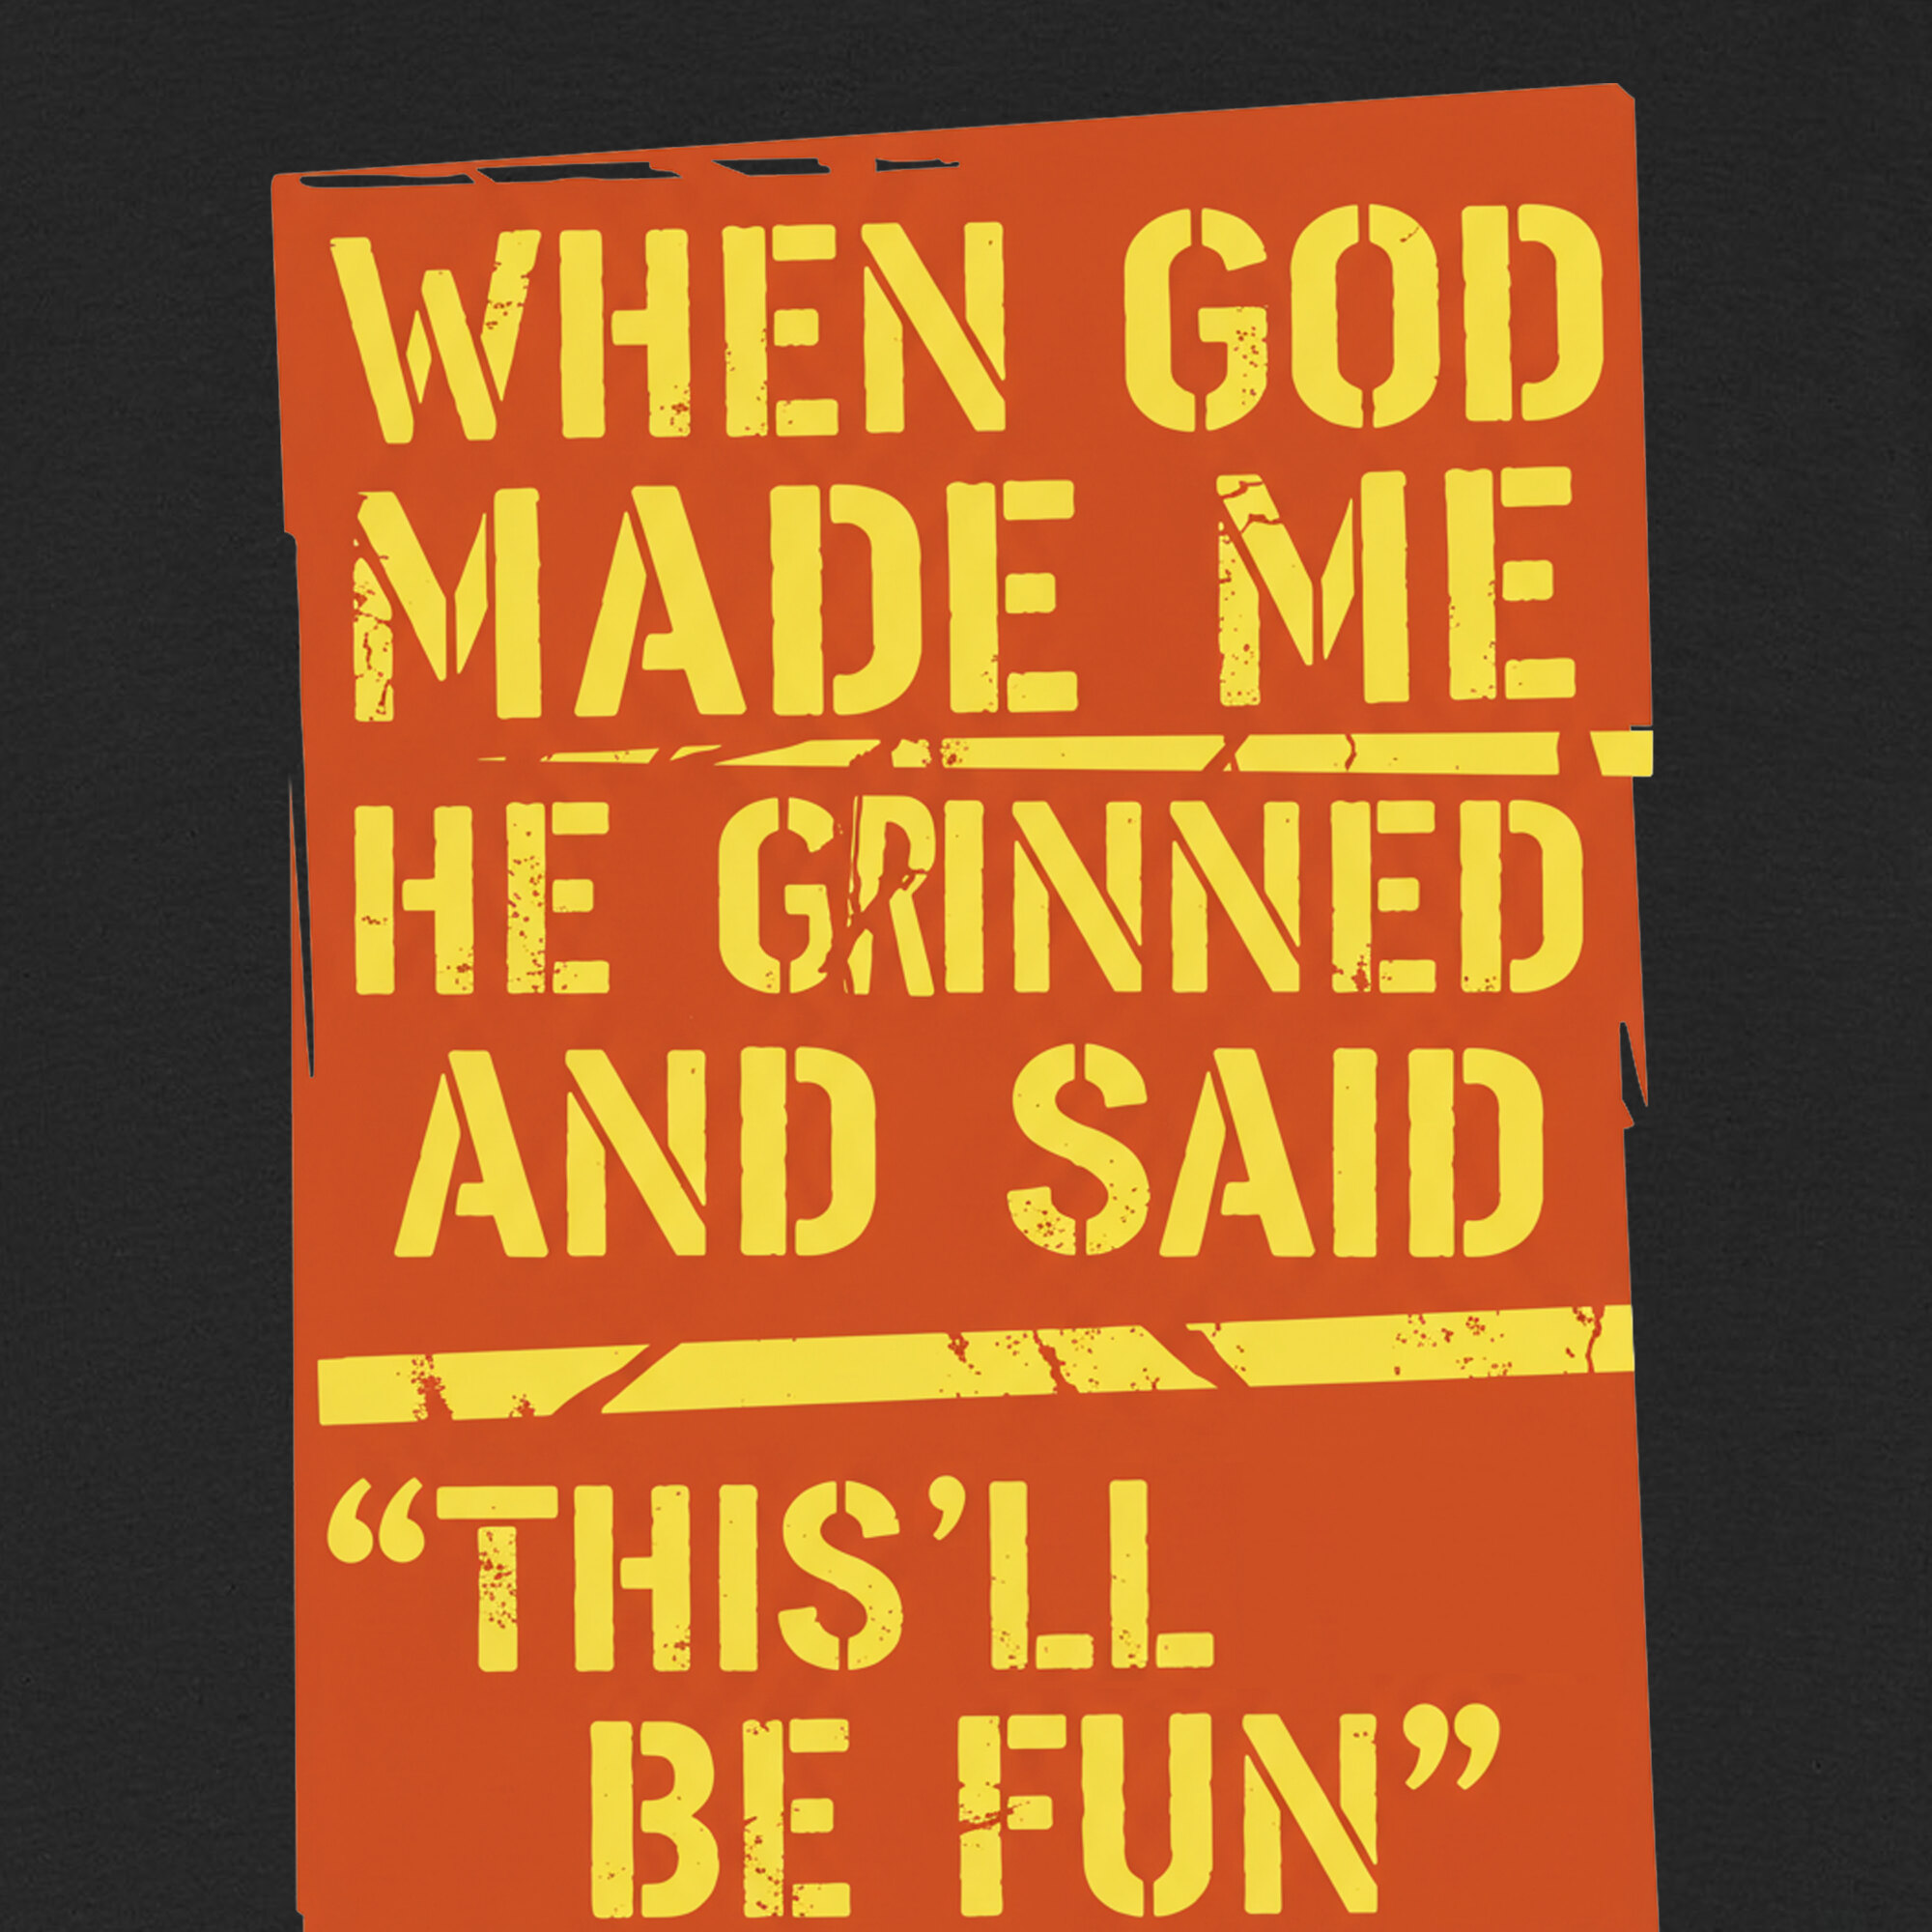 WHEN GOD
MADE ME
HE GRINNED
AND SAID
“THIS’LL
BE FUN”